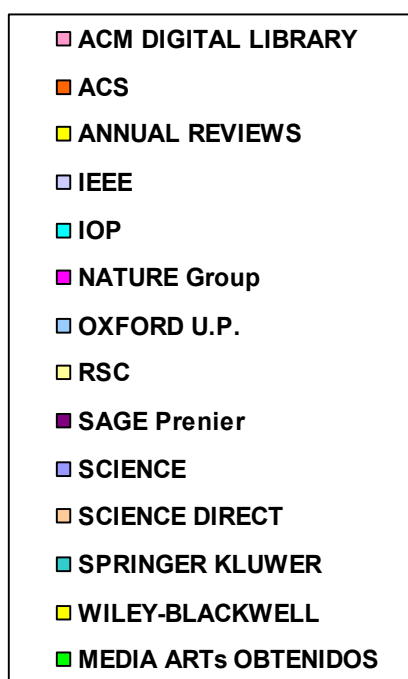 ACM DIGITAL LIBRARY
ACS
ANNUAL REVIEWS
IEEE
IOP
NATURE Group
OXFORD U.P.
RSC
SAGE Prenier
SCIENCE
SCIENCE DIRECT
SPRINGER KLUWER
WILEY-BLACKWELL
MEDIA ARTs OBTENIDOS